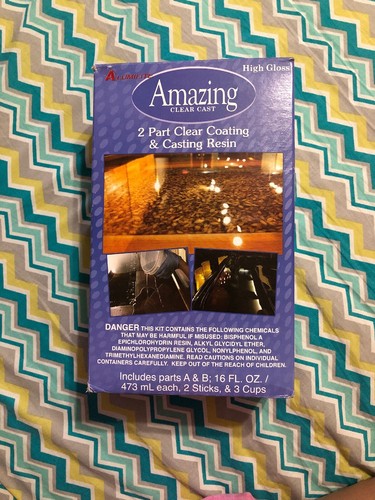 ALUMILITE
High Gloss
Amazing
CLEAR CAST
2 Part Clear Coating
& Casting Resin
DANGER THIS KIT CONTAINS THE FOLLOWING CHEMICALS
THAT MAY BE HARMFUL IF MISUSED: BISPHENOL A
EPICHLOROHYDRIN RESIN, ALKYL GLYCIDYL ETHER,
DIAMINOPOLYPROPYLENE GLYCOL, NONYLPHENOL, AND
TRIMETHYLHEXANEDIAMINE. READ CAUTIONS ON INDIVIDUAL
CONTAINERS CAREFULLY. KEEP OUT OF THE REACH OF CHILDREN.
Includes parts A & B; 16 FL. OZ. /
473 mL each, 2 Sticks, & 3 Cups